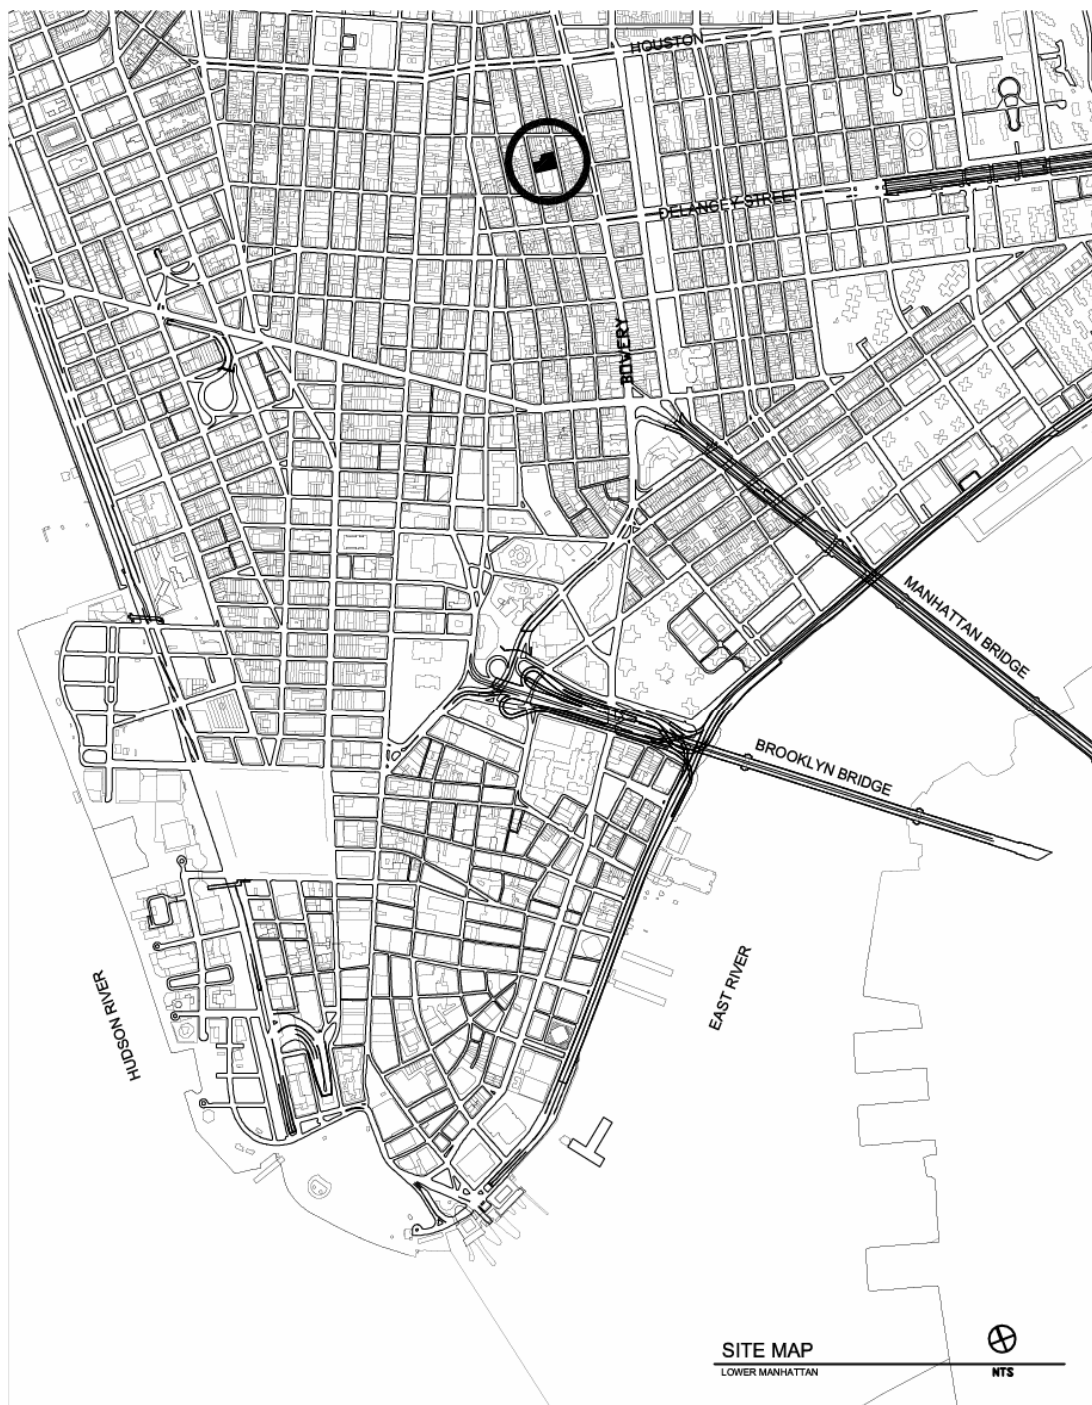 HOUSTON
DELANCEY STREET
BOWERY
MANHATTAN BRIDGE
BROOKLYN BRIDGE
HUDSON RIVER
EAST RIVER
SITE MAP
LOWER MANHATTAN
NTS